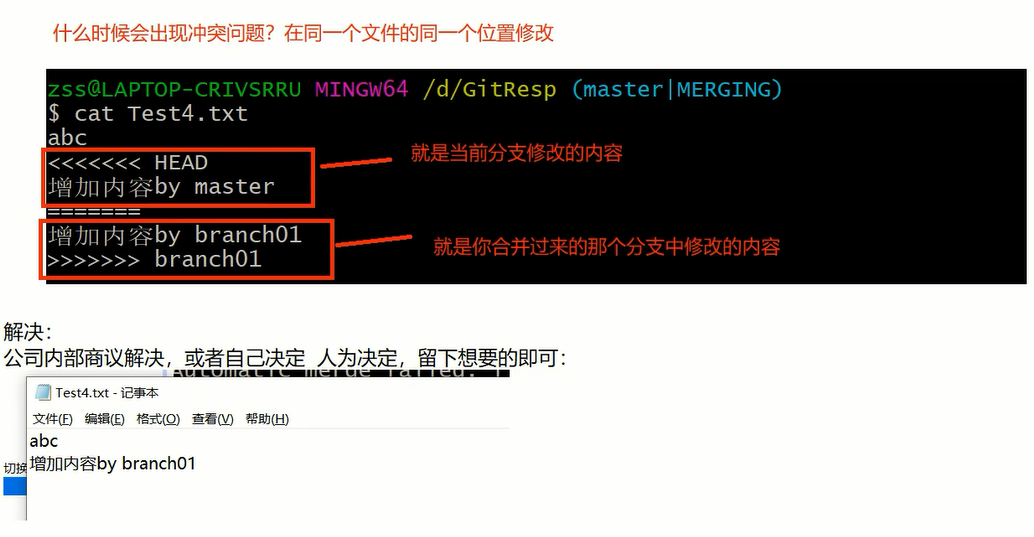 什么时候会出现冲突问题？在同一个文件的同一个位置修改
zss@LAPTOP-CRIVSRRU MINGW64 /d/GitResp (master|MERGING)
$ cat Test4.txt
abc
<<<<<<< HEAD
就是当前分支修改的内容
增加内容by master
=======
增加内容by branch01
就是你合并过来的那个分支中修改的内容
>>>>>>> branch01
解决：
公司内部商议解决，或者自己决定 人为决定，留下想要的即可：
Automatic merge failed.
Test4.txt - 记事本
文件(F) 编辑(E) 格式(O) 查看(V) 帮助(H)
abc
增加内容by branch01
切换